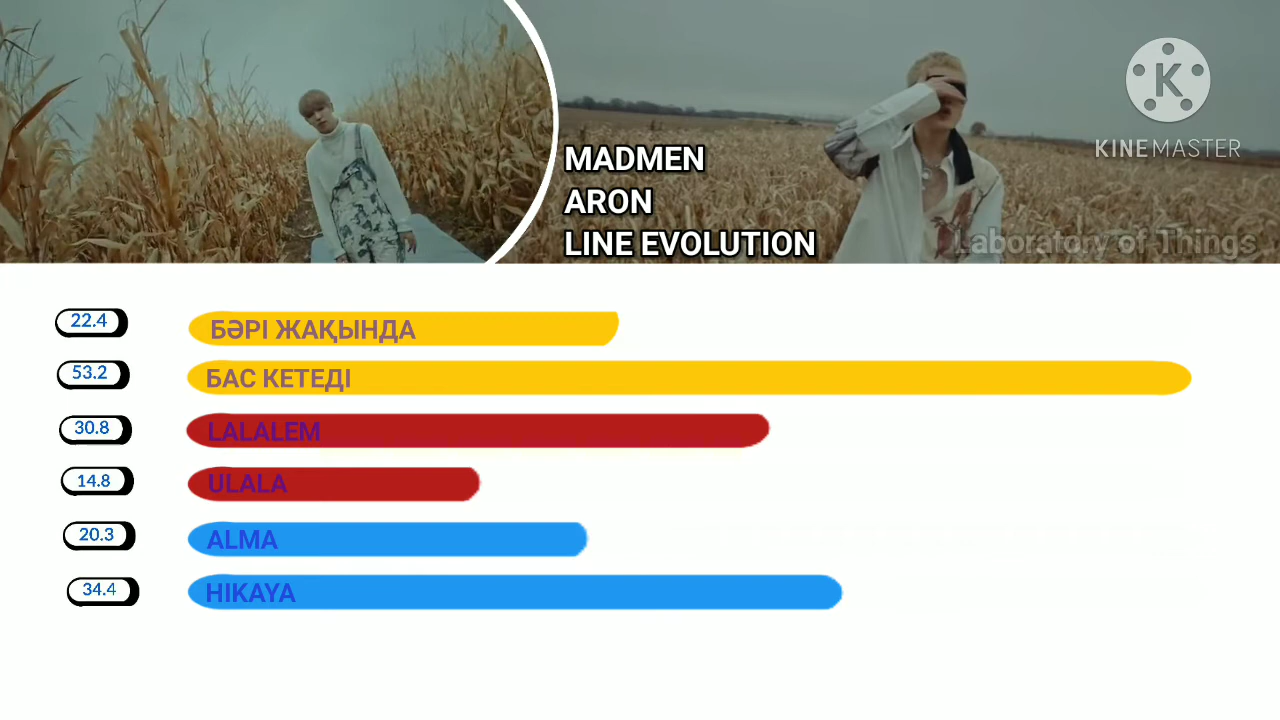 K
KINEMASTER
MADMEN
ARON
LINE EVOLUTION
Laboratory of Things
22.4 БӘРІ ЖАҚЫНДА
53.2 БАС КЕТЕДІ
30.8 LALALEM
14.8 ULALA
20.3 ALMA
34.4 HIKAYA